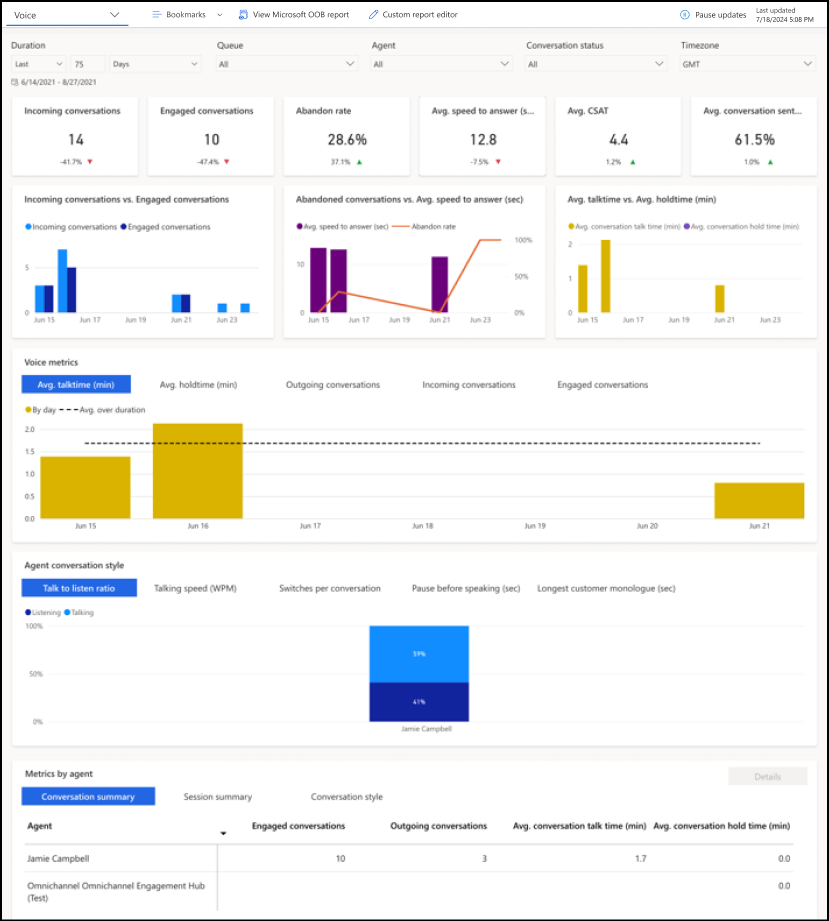 Voice
Bookmarks
View Microsoft OOB report
Custom report editor
Pause updates
Last updated
7/18/2024 5:08 PM
Duration
Queue
Agent
Conversation status
Timezone
Last
75
Days
All
All
All
GMT
6/14/2021 - 8/27/2021
Incoming conversations
14
-41.7%
Engaged conversations
10
-47.4%
Abandon rate
28.6%
37.1%
Avg. speed to answer (s...
12.8
-7.5%
Avg. CSAT
4.4
1.2%
Avg. conversation sent...
61.5%
1.0%
Incoming conversations vs. Engaged conversations
Incoming conversations Engaged conversations
5
0
Jun 15 Jun 17 Jun 19 Jun 21 Jun 23
Abandoned conversations vs. Avg. speed to answer (sec)
Avg. speed to answer (sec) Abandon rate
100%
10
50%
0 0%
Jun 15 Jun 17 Jun 19 Jun 21 Jun 23
Avg. talktime vs. Avg. holdtime (min)
Avg. conversation talk time (min) Avg. conversation hold time (min)
2
1
0
Jun 15 Jun 17 Jun 19 Jun 21 Jun 23
Voice metrics
Avg. talktime (min) Avg. holdtime (min) Outgoing conversations Incoming conversations Engaged conversations
By day Avg. over duration
2.0
1.5
1.0
0.5
0.0
Jun 15 Jun 16 Jun 17 Jun 18 Jun 19 Jun 20 Jun 21
Agent conversation style
Talk to listen ratio Talking speed (WPM) Switches per conversation Pause before speaking (sec) Longest customer monologue (sec)
Listening Talking
100%
59%
50%
41%
0%
Jamie Campbell
Metrics by agent
Details
Conversation summary Session summary Conversation style
Agent Engaged conversations Outgoing conversations Avg. conversation talk time (min) Avg. conversation hold time (min)
Jamie Campbell 10 3 1.7 0.0
Omnichannel Omnichannel Engagement Hub 0.0
(Test)